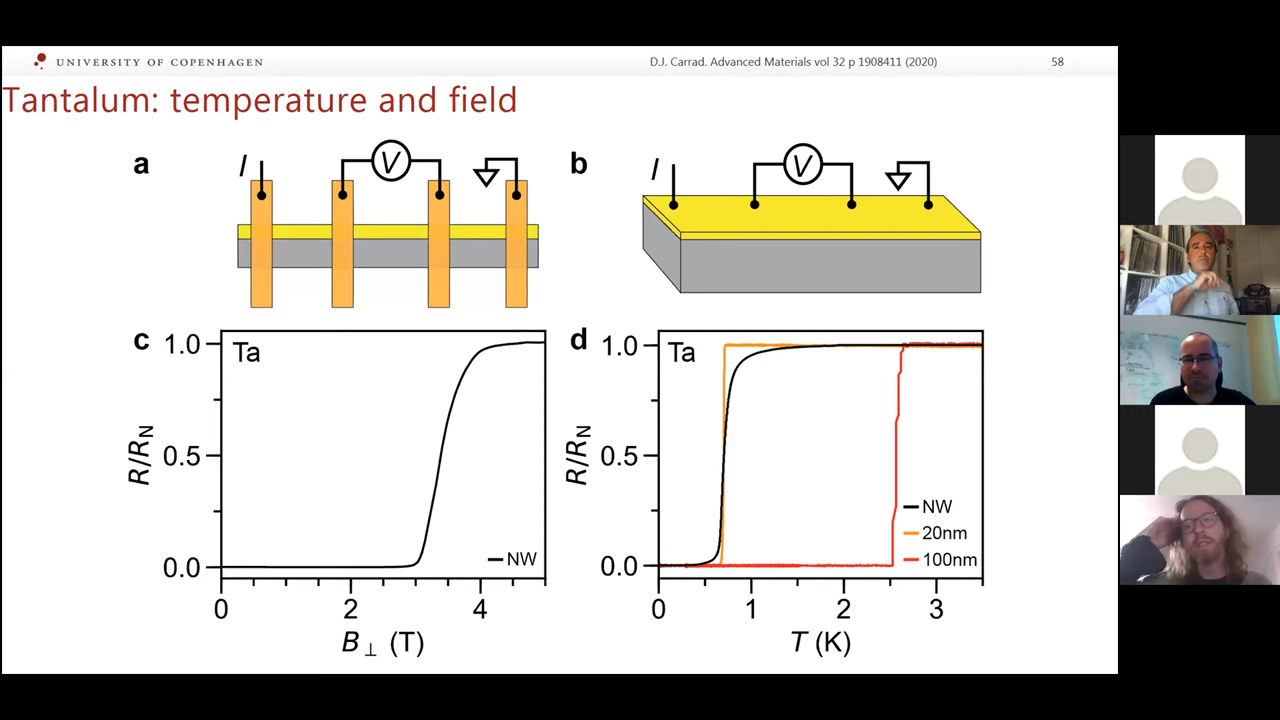 UNIVERSITY OF COPENHAGEN
D.J. Carrad. Advanced Materials vol 32 p 1908411 (2020)
58
Tantalum: temperature and field
a
I
V
b
I
V
c
1.0
Ta
0.5
R/RN
0.0
NW
0
2
4
B⊥ (T)
d
1.0
Ta
0.5
R/RN
0.0
NW
20nm
100nm
0
1
2
3
T (K)